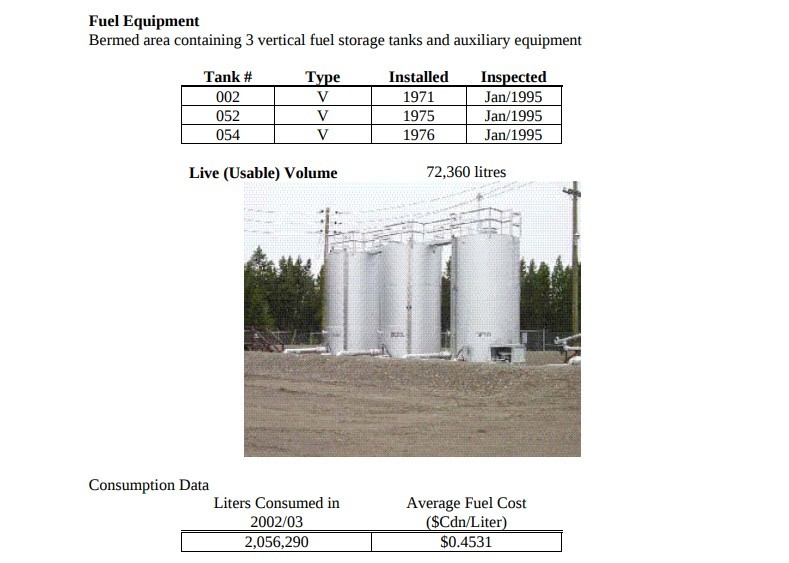 Fuel Equipment
Bermed area containing 3 vertical fuel storage tanks and auxiliary equipment
Tank # Type Installed Inspected
002 V 1971 Jan/1995
052 V 1975 Jan/1995
054 V 1976 Jan/1995
Live (Usable) Volume 72,360 litres
Consumption Data
Liters Consumed in 2002/03 Average Fuel Cost ($Cdn/Liter)
2,056,290 $0.4531